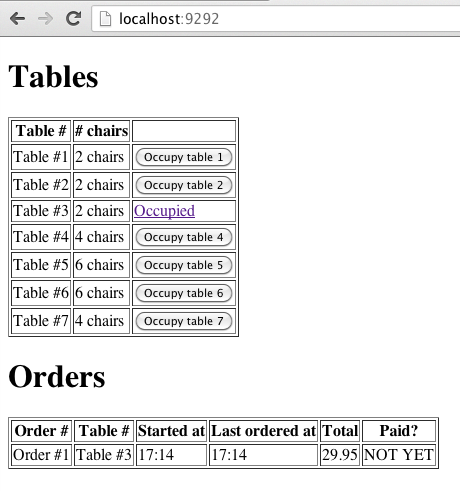 localhost:9292
Tables
Table # # chairs
Table #1 2 chairs Occupy table 1
Table #2 2 chairs Occupy table 2
Table #3 2 chairs Occupied
Table #4 4 chairs Occupy table 4
Table #5 6 chairs Occupy table 5
Table #6 6 chairs Occupy table 6
Table #7 4 chairs Occupy table 7
Orders
Order # Table # Started at Last ordered at Total Paid?
Order #1 Table #3 17:14 17:14 29.95 NOT YET